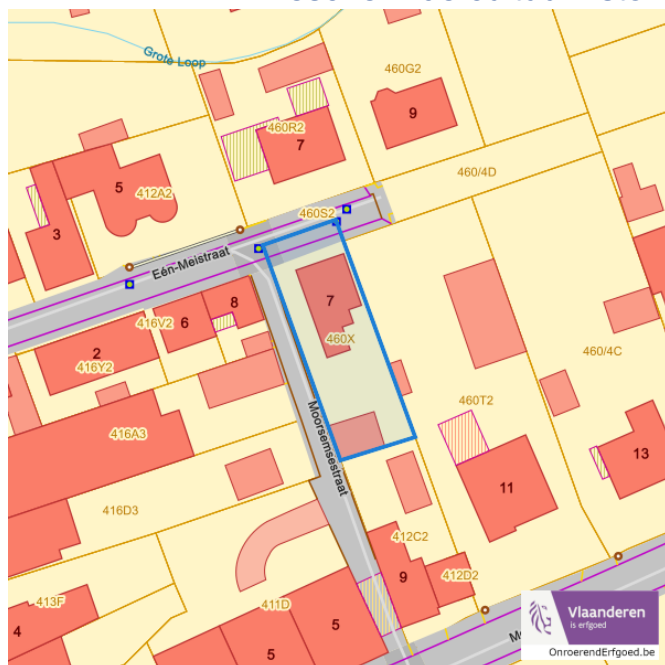 Grote Loop
460G2
9
460R2
7
5
412A2
460/4D
460S2
3
Eén-Meistraat
8
7
6
416V2
460X
2
416Y2
460/4C
460T2
416A3
Moorsemsestraat
13
11
416D3
412C2
9
412D2
413F
411D
4
5
5
Vlaanderen
is erfgoed
OnroerendErfgoed.be